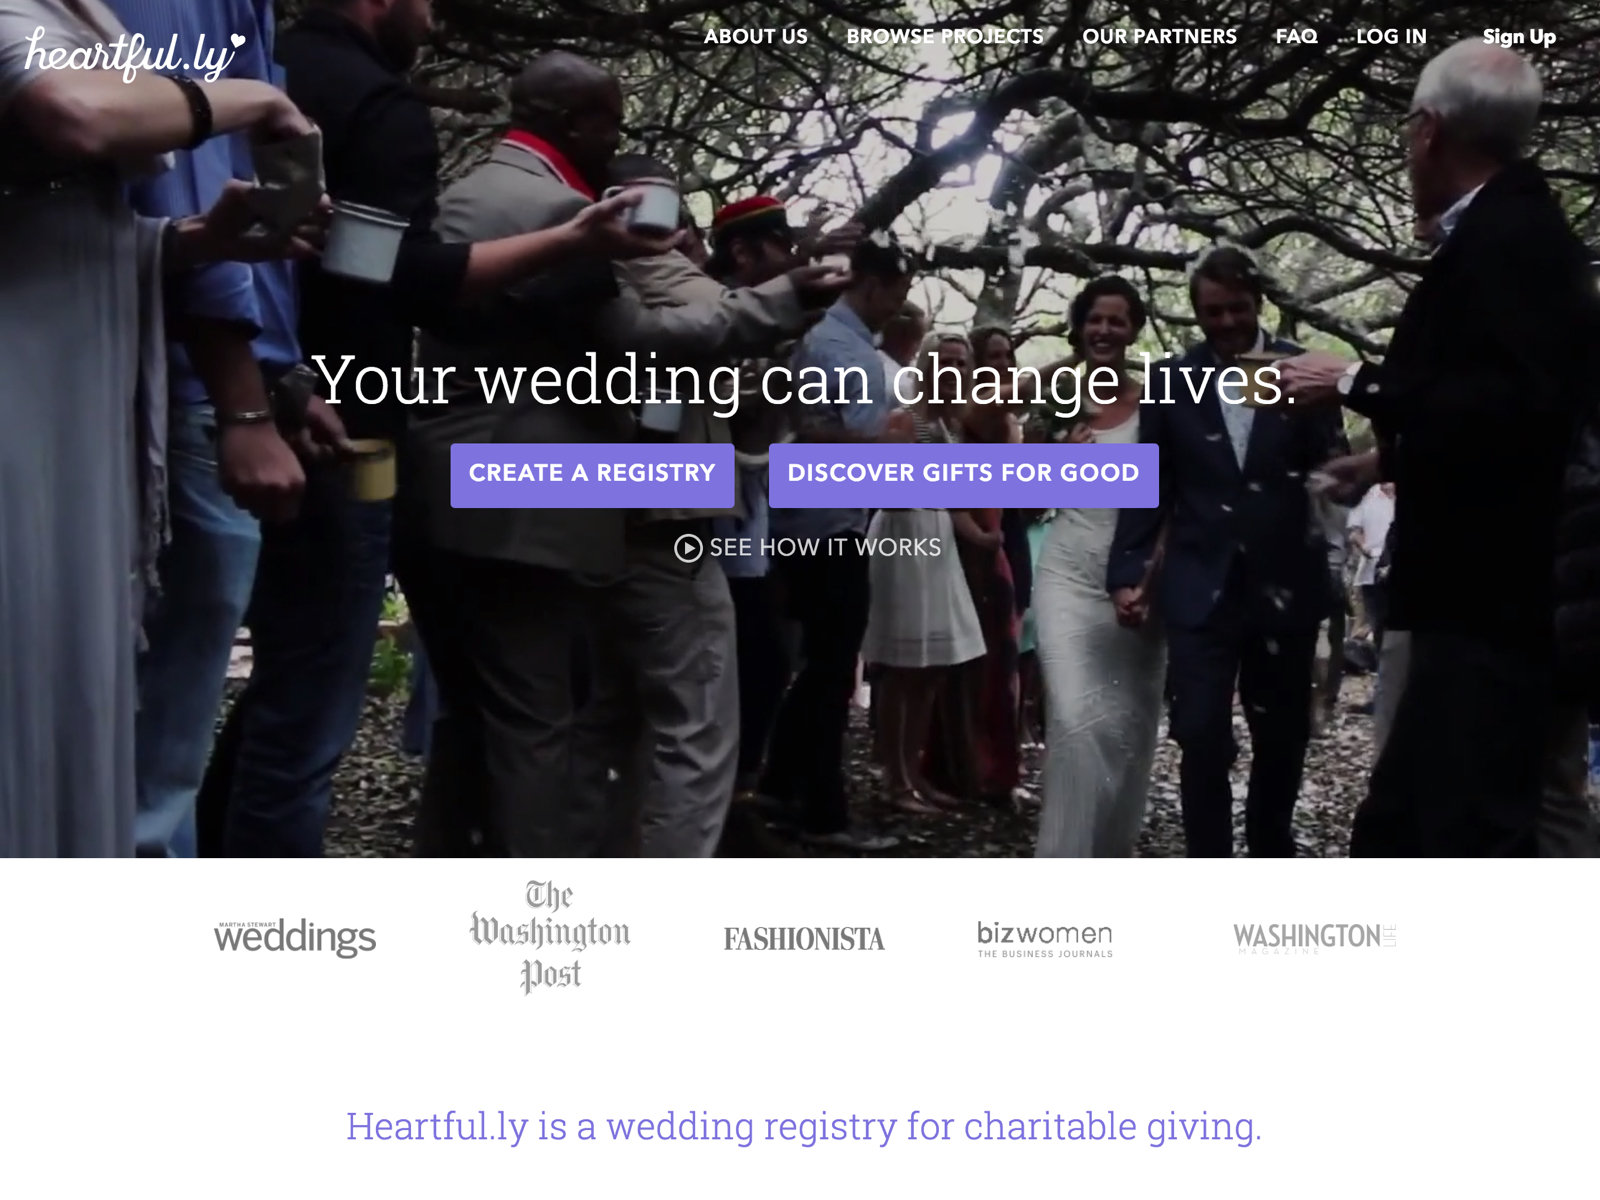 heartful.ly
ABOUT US BROWSE PROJECTS OUR PARTNERS FAQ LOG IN Sign Up
Your wedding can change lives.
CREATE A REGISTRY DISCOVER GIFTS FOR GOOD
SEE HOW IT WORKS
MARTHA STEWART
weddings
The
Washington
Post
FASHIONISTA
bizwomen
THE BUSINESS JOURNALS
WASHINGTON LIFE
MAGAZINE
Heartful.ly is a wedding registry for charitable giving.